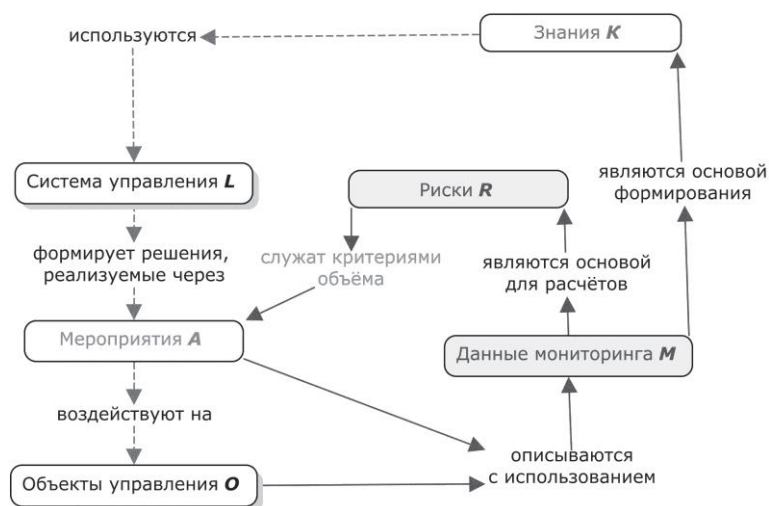 используются
Знания K
Система управления L
Риски R
являются основой
формирования
формирует решения,
реализуемые через
служат критериями
объёма
являются основой
для расчётов
Мероприятия A
Данные мониторинга M
воздействуют на
описываются
с использованием
Объекты управления O